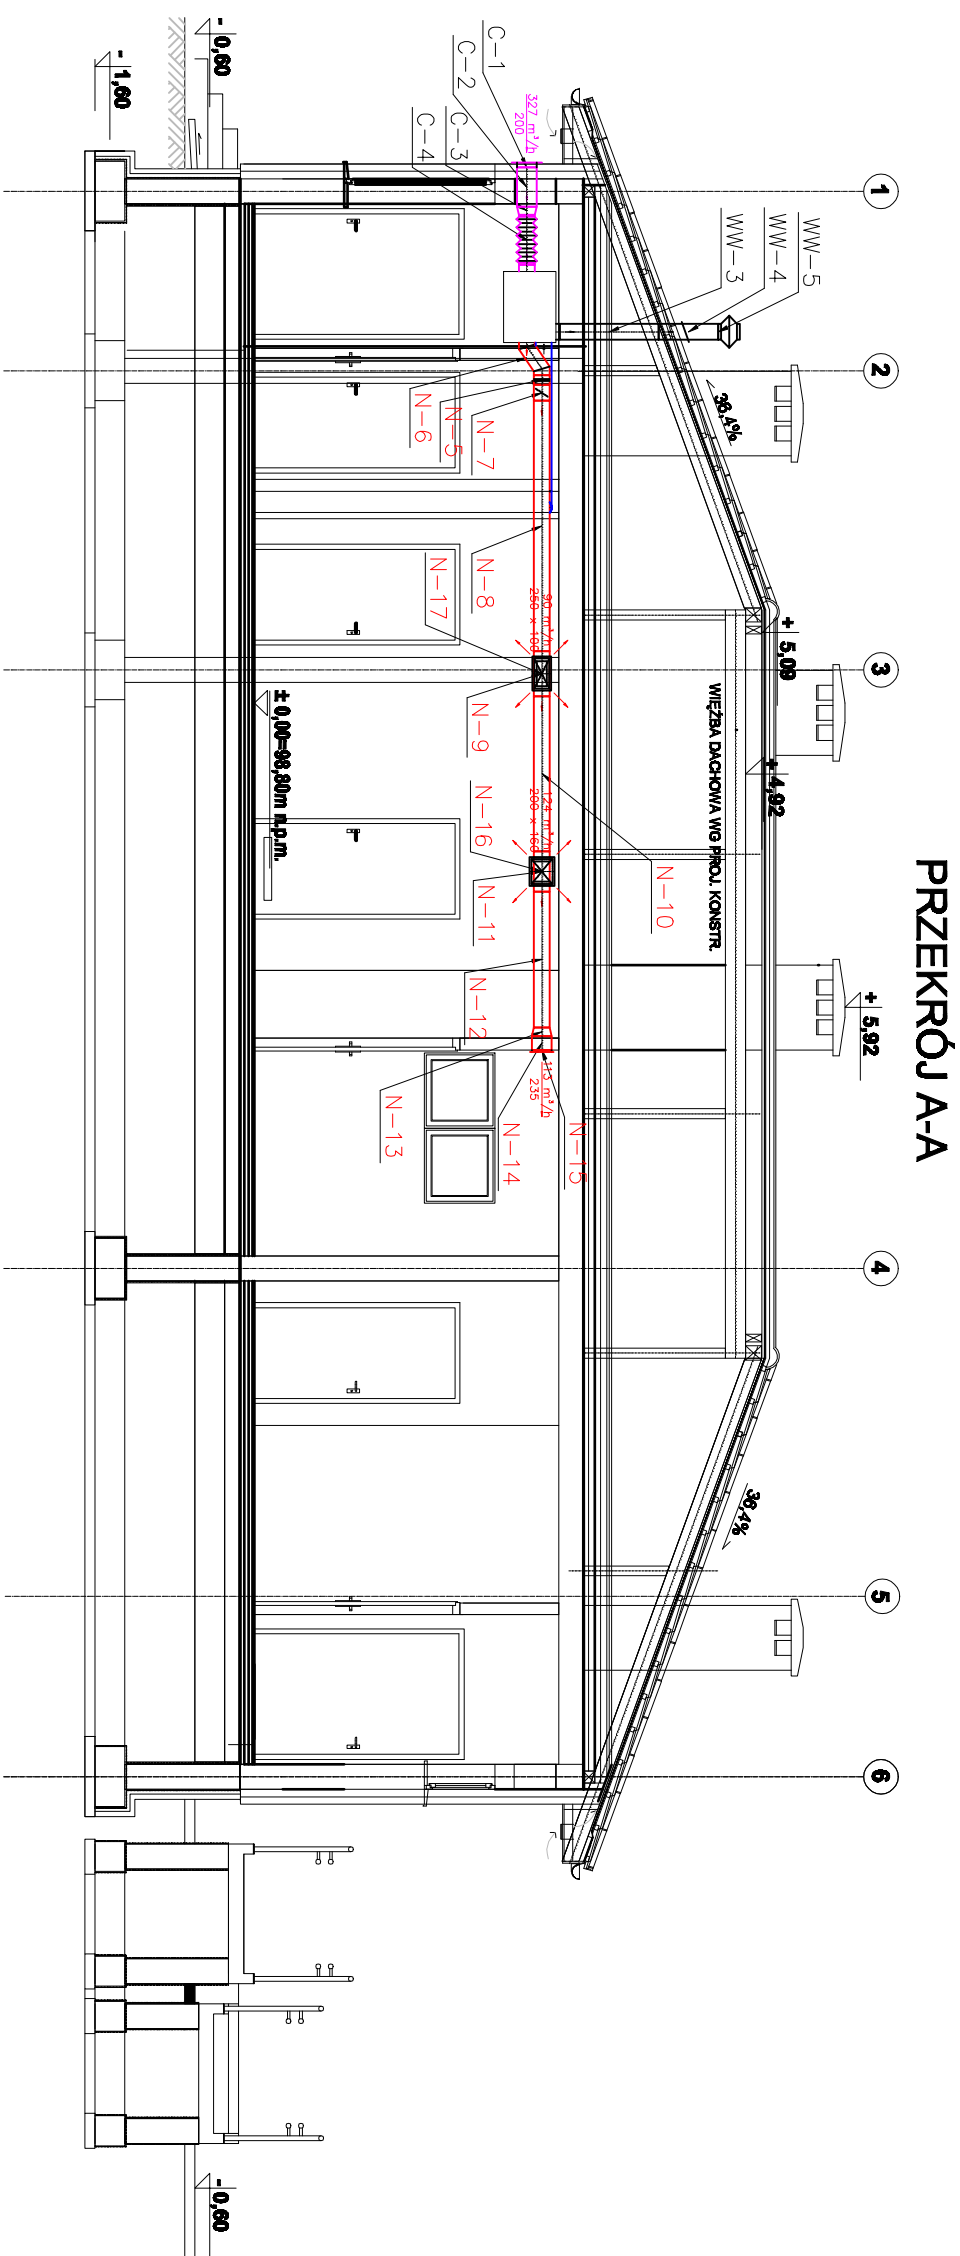 PRZEKRÓJ A-A
1
2
3
4
5
6
+ 5,92
+ 5,09
+ 4,92
36,4%
36,4%
WIĘŹBA DACHOWA WG PROJ. KONSTR.
WW-5
WW-4
WW-3
C-1
C-2
327 m³/h
200
C-3
C-4
N-7
N-5
N-6
N-8
N-17
90 m³/h
250 x 100
N-9
N-10
124 m³/h
200 x 160
N-16
N-11
N-12
N-13
N-14
N-15
113 m³/h
235
± 0,00=98,80m n.p.m.
- 0,60
- 1,60
- 0,60